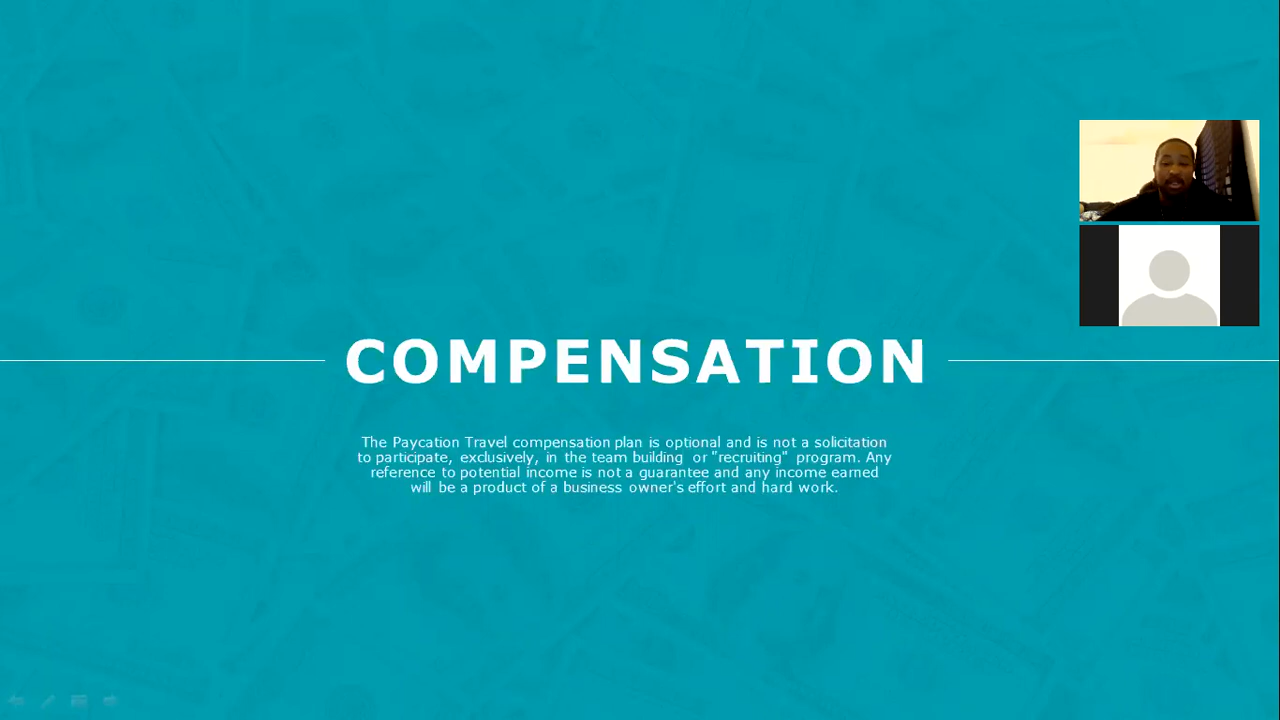 COMPENSATION
The Paycation Travel compensation plan is optional and is not a solicitation
to participate, exclusively, in the team building or "recruiting" program. Any
reference to potential income is not a guarantee and any income earned
will be a product of a business owner's effort and hard work.